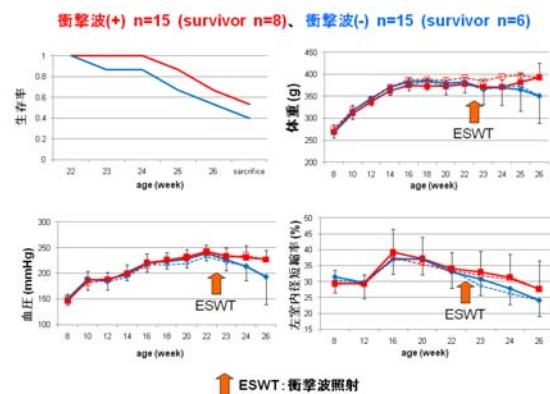 衝撃波(+) n=15 (survivor n=8)、 衝撃波(-) n=15 (survivor n=6)
生存率
1
0.8
0.6
0.4
0.2
0
22 23 24 25 26 sarcrifice
age (week)
体重(g)
450
400
350
300
250
200
8 10 12 14 16 18 20 22 23 24 25 26
age (week)
ESWT
血圧(mmHg)
300
250
200
150
100
8 10 12 14 16 18 20 22 23 24 26
age (week)
ESWT
左室内径短縮率(%)
50
45
40
35
30
25
20
15
8 12 16 20 22 23 24 26
age (week)
ESWT
ESWT:衝撃波照射